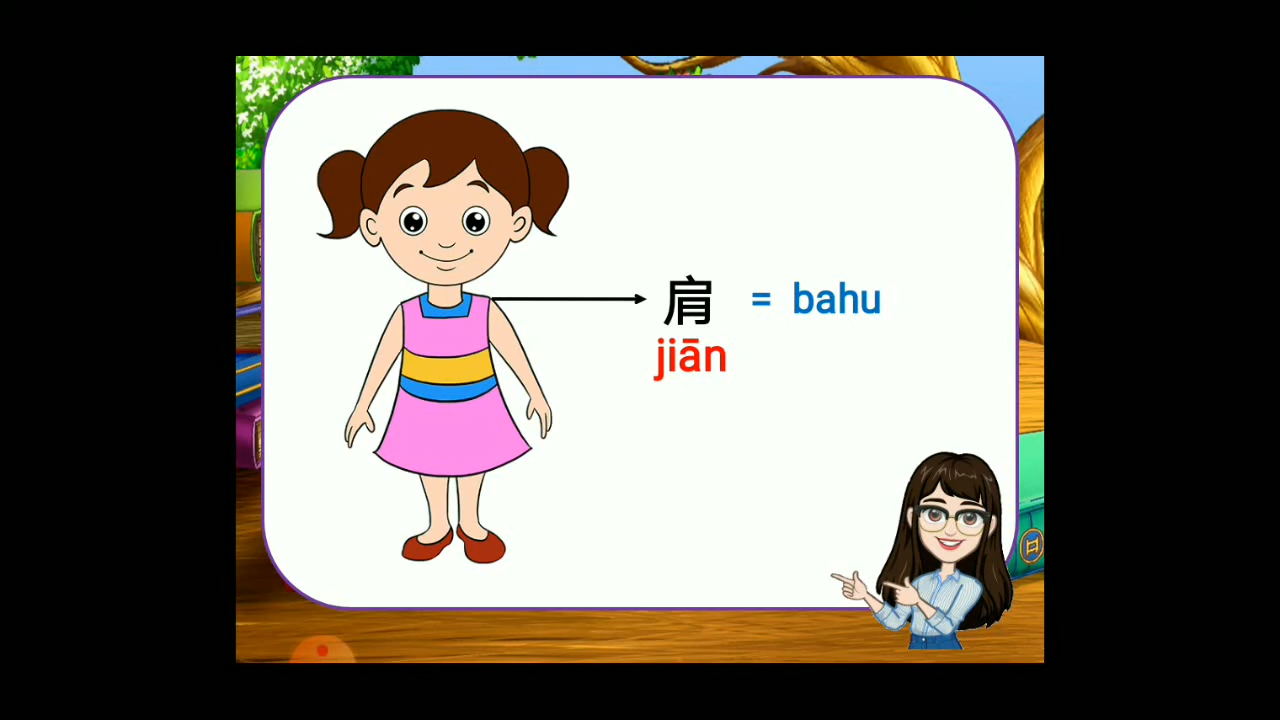 肩 = bahu
jiān